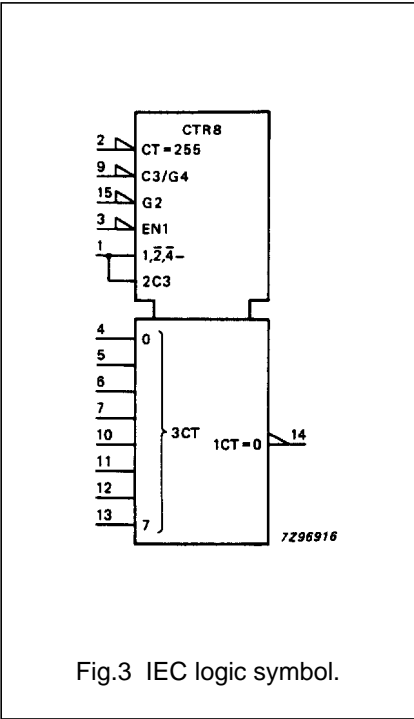 CTR8
2 CT=255
9 C3/G4
15 G2
3 EN1
1 1,2̅,4̅-
2C3
4 0
5
6
7
10 3CT 1CT=0 14
11
12
13 7
7Z96916
Fig.3 IEC logic symbol.